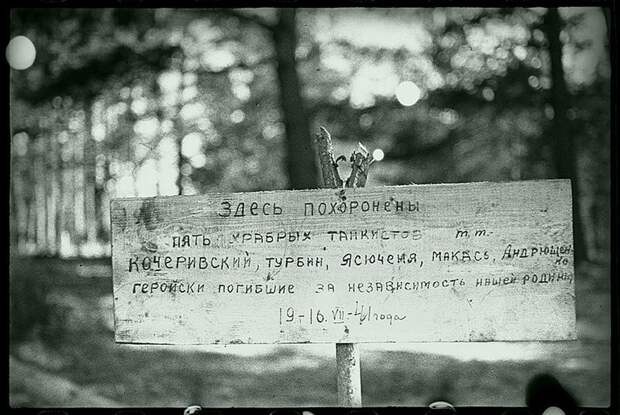 Здесь похоронены
пять храбрых танкистов т.т.
Кочеривский, Турбин, Ясюченя, Макась, Андрющенко
геройски погибшие за независимость нашей родины
19-16.VII-41 года